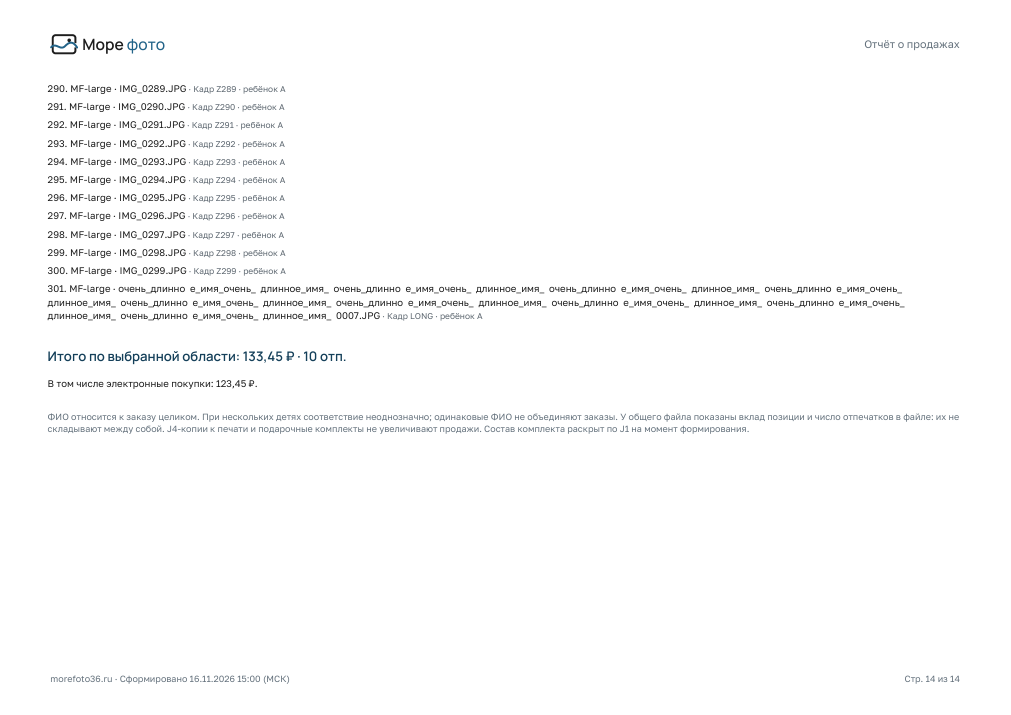 Море фото
Отчёт о продажах
290. MF-large · IMG_0289.JPG · Кадр Z289 · ребёнок А
291. MF-large · IMG_0290.JPG · Кадр Z290 · ребёнок А
292. MF-large · IMG_0291.JPG · Кадр Z291 · ребёнок А
293. MF-large · IMG_0292.JPG · Кадр Z292 · ребёнок А
294. MF-large · IMG_0293.JPG · Кадр Z293 · ребёнок А
295. MF-large · IMG_0294.JPG · Кадр Z294 · ребёнок А
296. MF-large · IMG_0295.JPG · Кадр Z295 · ребёнок А
297. MF-large · IMG_0296.JPG · Кадр Z296 · ребёнок А
298. MF-large · IMG_0297.JPG · Кадр Z297 · ребёнок А
299. MF-large · IMG_0298.JPG · Кадр Z298 · ребёнок А
300. MF-large · IMG_0299.JPG · Кадр Z299 · ребёнок А
301. MF-large · очень_длинно е_имя_очень_ длинное_имя_ очень_длинно е_имя_очень_ длинное_имя_ очень_длинно е_имя_очень_ длинное_имя_ очень_длинно е_имя_очень_
длинное_имя_ очень_длинно е_имя_очень_ длинное_имя_ очень_длинно е_имя_очень_ длинное_имя_ очень_длинно е_имя_очень_ длинное_имя_ очень_длинно е_имя_очень_
длинное_имя_ очень_длинно е_имя_очень_ длинное_имя_ 0007.JPG · Кадр LONG · ребёнок А
Итого по выбранной области: 133,45 ₽ · 10 отп.
В том числе электронные покупки: 123,45 ₽.
ФИО относится к заказу целиком. При нескольких детях соответствие неоднозначно; одинаковые ФИО не объединяют заказы. У общего файла показаны вклад позиции и число отпечатков в файле: их не
складывают между собой. J4-копии к печати и подарочные комплекты не увеличивают продажи. Состав комплекта раскрыт по J1 на момент формирования.
morefoto36.ru · Сформировано 16.11.2026 15:00 (МСК)
Стр. 14 из 14